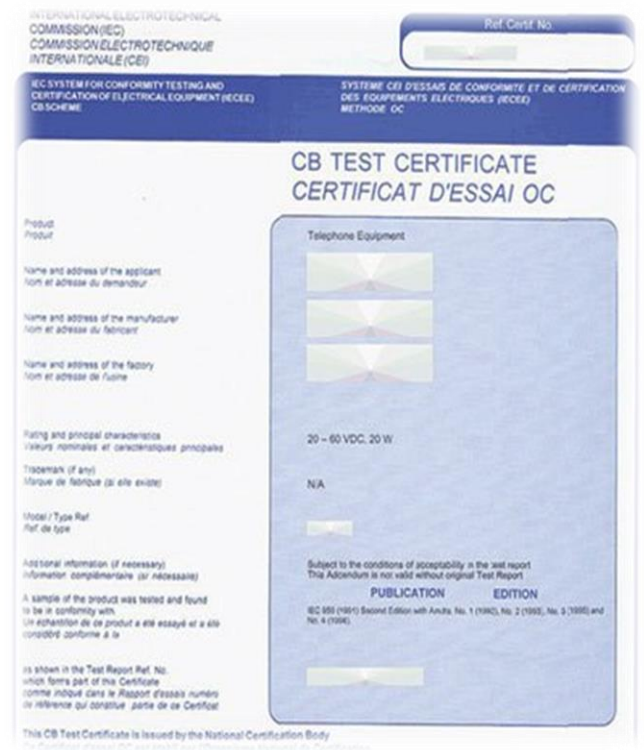 INTERNATIONAL ELECTROTECHNICAL
COMMISSION (IEC)
COMMISSION ELECTROTECHNIQUE
INTERNATIONALE (CEI)
Ref. Certif. No.
IEC SYSTEM FOR CONFORMITY TESTING AND
CERTIFICATION OF ELECTRICAL EQUIPMENT (IECEE)
CB SCHEME
SYSTEME CEI D'ESSAIS DE CONFORMITE ET DE CERTIFICATION
DES EQUIPEMENTS ELECTRIQUES (IECEE)
METHODE OC
CB TEST CERTIFICATE
CERTIFICAT D'ESSAI OC
Product
Produit
Telephone Equipment
Name and address of the applicant
Nom et adresse du demandeur
Name and address of the manufacturer
Nom et adresse du fabricant
Name and address of the factory
Nom et adresse de l'usine
Rating and principal characteristics
Valeurs nominales et caractéristiques principales
20 – 60 VDC, 20 W
Trademark (if any)
Marque de fabrique (si elle existe)
N/A
Model / Type Ref.
Ref. de type
Additional information (if necessary)
Information complémentaire (si nécessaire)
Subject to the conditions of acceptability in the test report
This Addendum is not valid without original Test Report
PUBLICATION EDITION
A sample of the product was tested and found
to be in conformity with
Un échantillon de ce produit a été essayé et a été
considéré conforme à la
IEC 950 (1991) Second Edition with Amdts. No. 1 (1992), No. 2 (1993), No. 3 (1995) and
No. 4 (1996).
as shown in the Test Report Ref. No.
which forms part of this Certificate
comme indiqué dans le Rapport d'essais numéro
de référence qui constitue partie de ce Certificat
This CB Test Certificate is issued by the National Certification Body